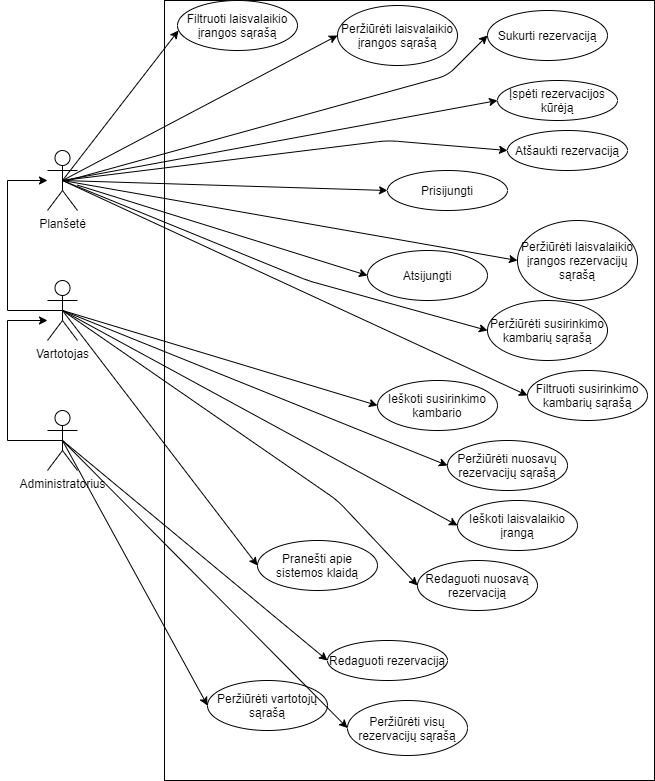 Filtruoti laisvalaikio
įrangos sąrašą
Peržiūrėti laisvalaikio
įrangos sąrašą
Sukurti rezervaciją
Įspėti rezervacijos
kūrėją
Atšaukti rezervaciją
Prisijungti
Planšetė
Peržiūrėti laisvalaikio
įrangos rezervacijų
sąrašą
Atsijungti
Peržiūrėti susirinkimo
kambarių sąrašą
Vartotojas
Filtruoti susirinkimo
kambarių sąrašą
Ieškoti susirinkimo
kambario
Peržiūrėti nuosavų
rezervacijų sąrašą
Administratorius
Ieškoti laisvalaikio
įrangą
Pranešti apie
sistemos klaidą
Redaguoti nuosavą
rezervaciją
Redaguoti rezervaciją
Peržiūrėti vartotojų
sąrašą
Peržiūrėti visų
rezervacijų sąrašą